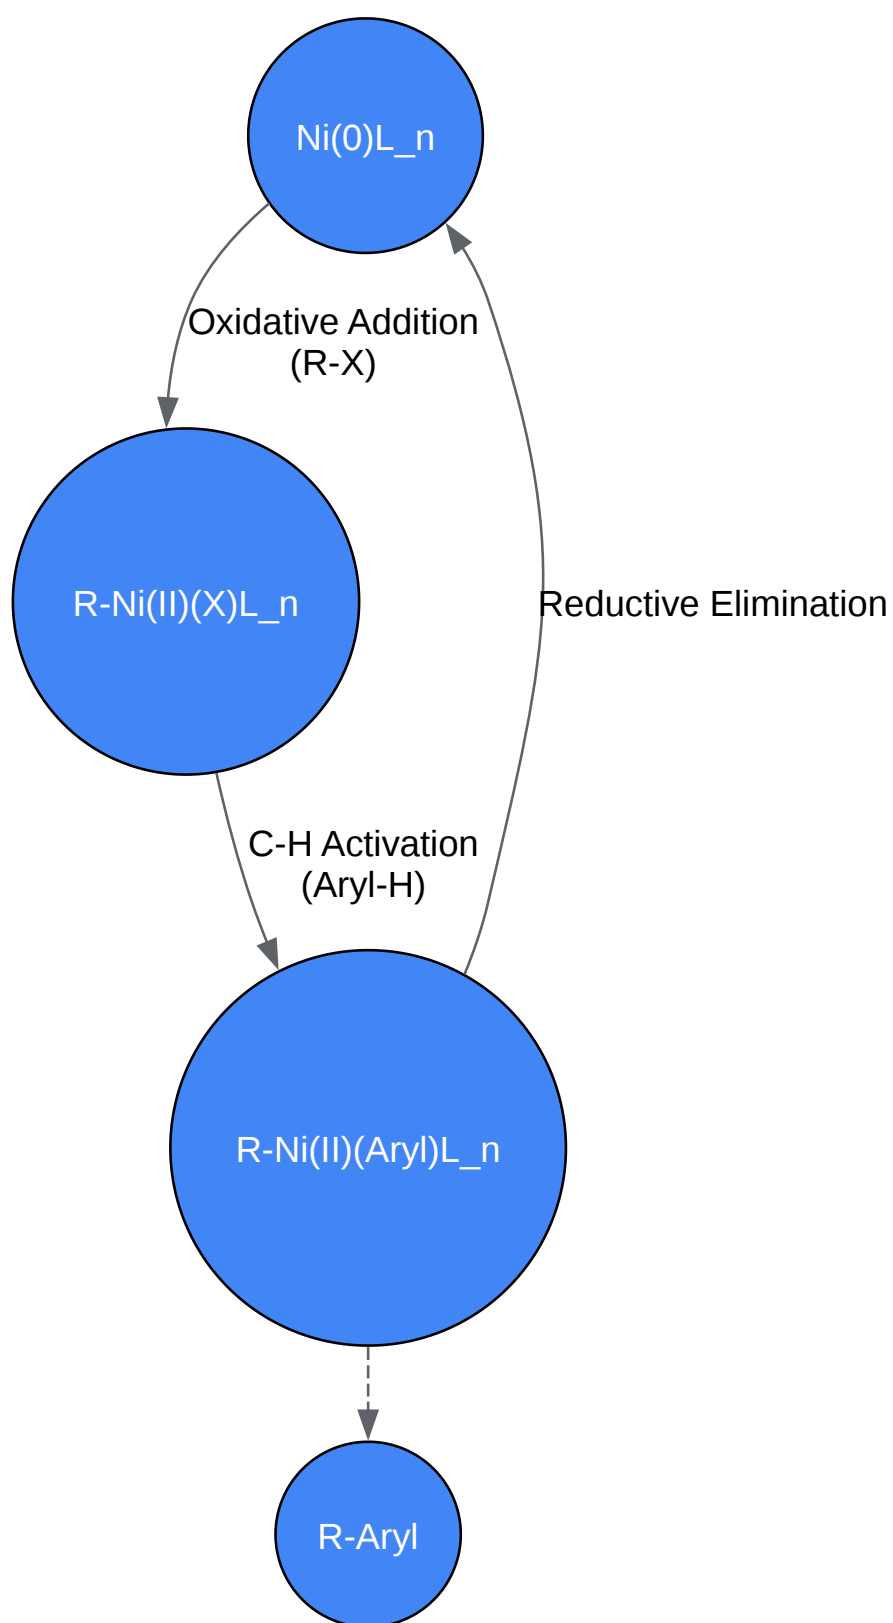 Ni(0)L_n
Oxidative Addition
(R-X)
R-Ni(II)(X)L_n
Reductive Elimination
C-H Activation
(Aryl-H)
R-Ni(II)(Aryl)L_n
R-Aryl